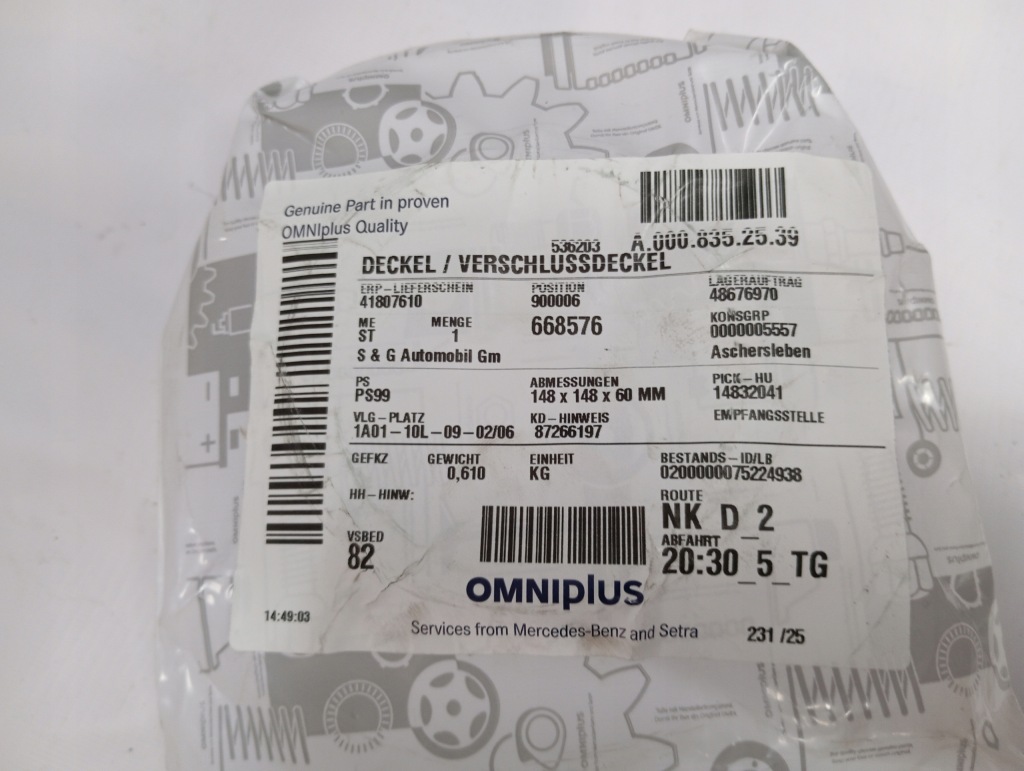 Genuine Part in proven
OMNIplus Quality
536203 A.000.835.25.39
DECKEL / VERSCHLUSSDECKEL
ERP-LIEFERSCHEIN POSITION LAGERAUFTRAG
41807610 900006 48676970
ME MENGE 668576 KONSGRP
ST 1 0000005557
S & G Automobil Gm Aschersleben
PS ABMESSUNGEN PICK-HU
PS99 148 x 148 x 60 MM 14832041
VLG-PLATZ KD-HINWEIS EMPFANGSSTELLE
1A01-10L-09-02/06 87266197
GEFKZ GEWICHT EINHEIT BESTANDS-ID/LB
0,610 KG 0200000075224938
HH-HINW: ROUTE
NK D_2
VSBED ABFAHRT
82 20:30_5_TG
OMNIplus
14:49:03 Services from Mercedes-Benz and Setra 231 /25